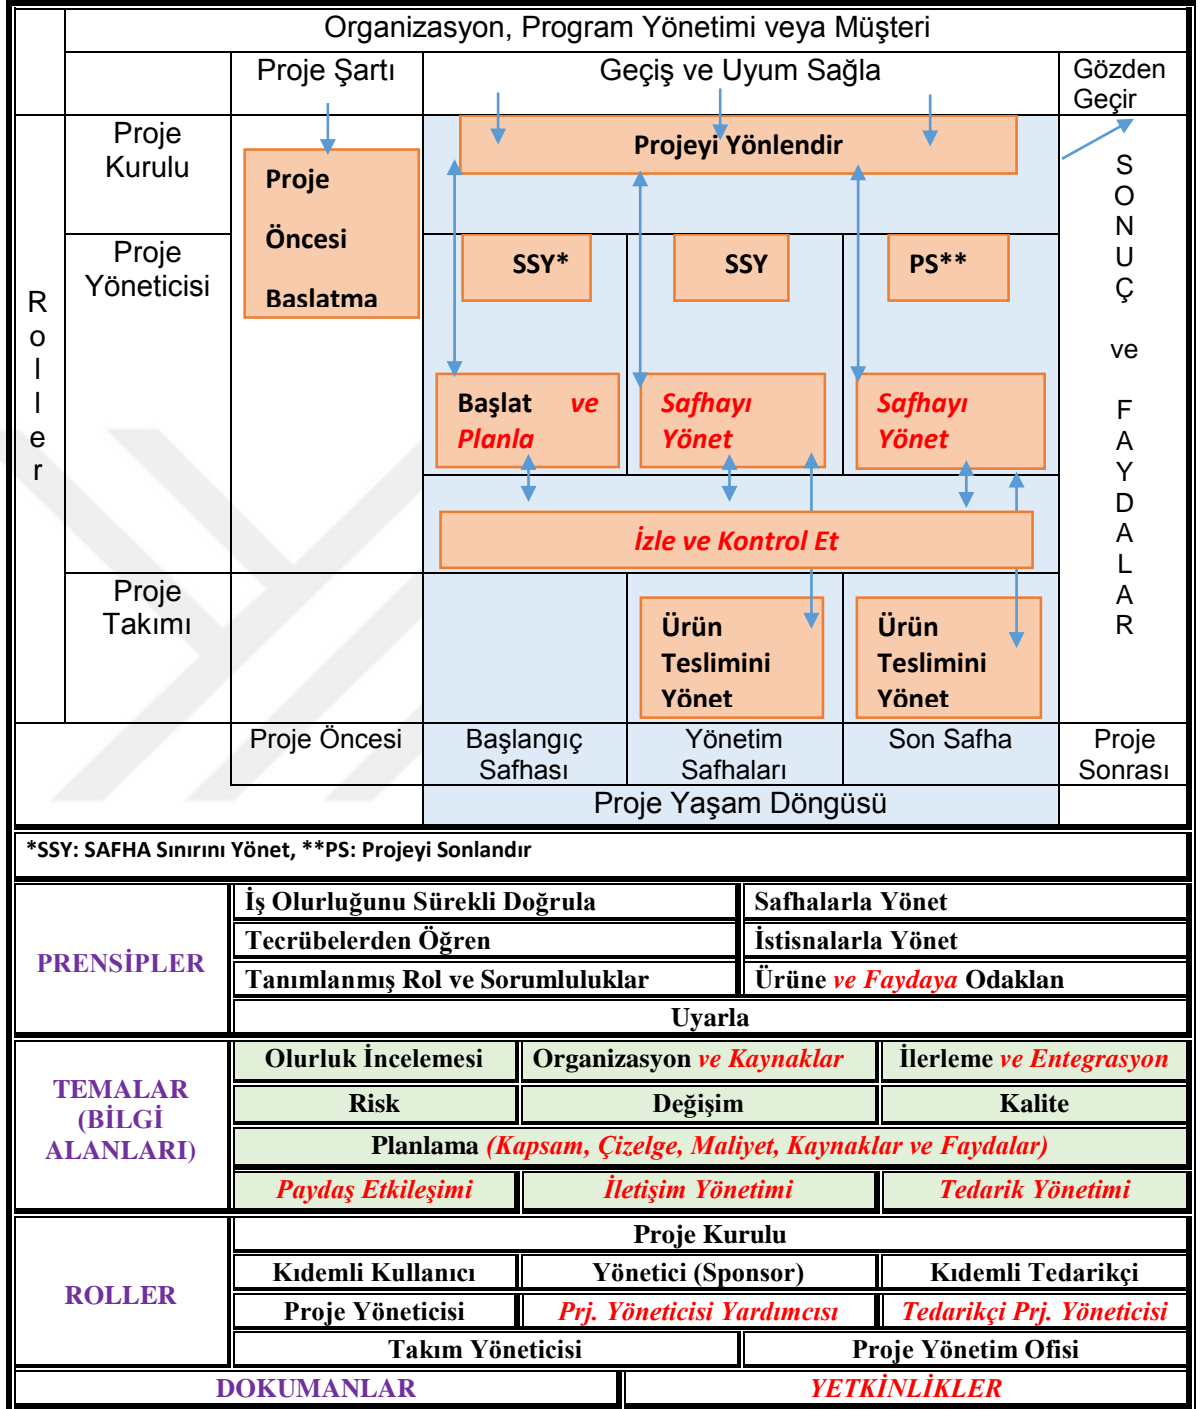 Organizasyon, Program Yönetimi veya Müşteri
Proje Şartı
Geçiş ve Uyum Sağla
Gözden
Geçir
Roller
Proje
Kurulu
Proje
Öncesi
Baslatma
Projeyi Yönlendir
SONUÇ ve FAYDALAR
Proje
Yöneticisi
SSY*
SSY
PS**
Başlat ve
Planla
Safhayı
Yönet
Safhayı
Yönet
İzle ve Kontrol Et
Proje
Takımı
Ürün
Teslimini
Yönet
Ürün
Teslimini
Yönet
Proje Öncesi
Başlangıç
Safhası
Yönetim
Safhaları
Son Safha
Proje
Sonrası
Proje Yaşam Döngüsü
*SSY: SAFHA Sınırını Yönet, **PS: Projeyi Sonlandır
PRENSİPLER
İş Olurluğunu Sürekli Doğrula
Safhalarla Yönet
Tecrübelerden Öğren
İstisnalarla Yönet
Tanımlanmış Rol ve Sorumluluklar
Ürüne ve Faydaya Odaklan
Uyarla
TEMALAR
(BİLGİ
ALANLARI)
Olurluk İncelemesi
Organizasyon ve Kaynaklar
İlerleme ve Entegrasyon
Risk
Değişim
Kalite
Planlama (Kapsam, Çizelge, Maliyet, Kaynaklar ve Faydalar)
Paydaş Etkileşimi
İletişim Yönetimi
Tedarik Yönetimi
ROLLER
Proje Kurulu
Kıdemli Kullanıcı
Yönetici (Sponsor)
Kıdemli Tedarikçi
Proje Yöneticisi
Prj. Yöneticisi Yardımcısı
Tedarikçi Prj. Yöneticisi
Takım Yöneticisi
Proje Yönetim Ofisi
DOKUMANLAR
YETKİNLİKLER